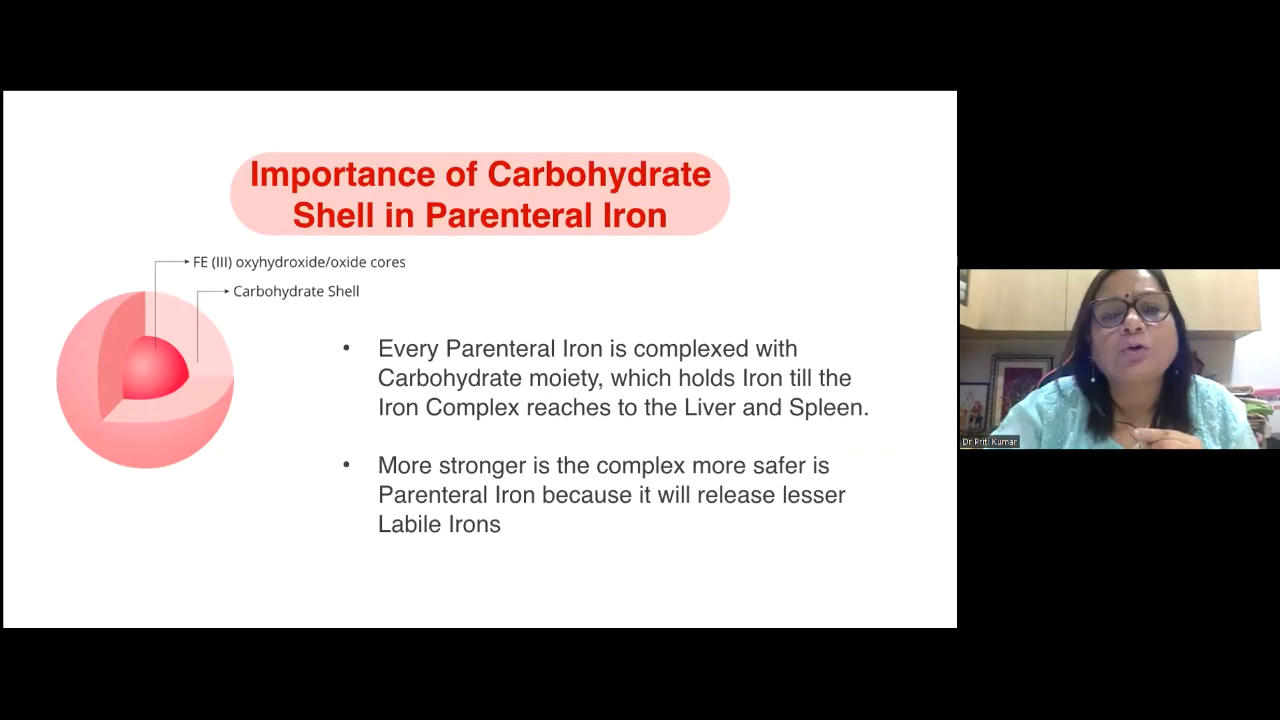 Importance of Carbohydrate
Shell in Parenteral Iron
FE (III) oxyhydroxide/oxide cores
Carbohydrate Shell
• Every Parenteral Iron is complexed with
Carbohydrate moiety, which holds Iron till the
Iron Complex reaches to the Liver and Spleen.
• More stronger is the complex more safer is
Parenteral Iron because it will release lesser
Labile Irons
Dr Priti Kumar